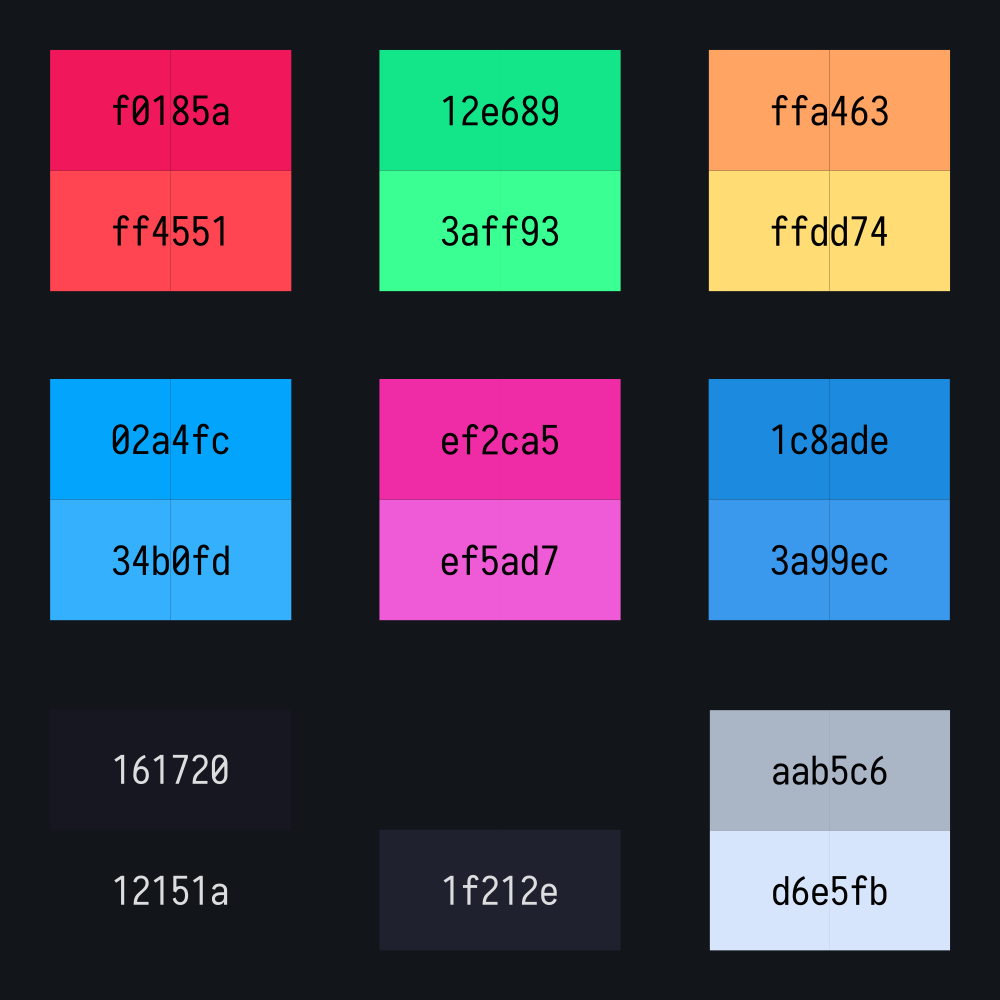 f0185a
12e689
ffa463
ff4551
3aff93
ffdd74
02a4fc
ef2ca5
1c8ade
34b0fd
ef5ad7
3a99ec
161720
aab5c6
12151a
1f212e
d6e5fb